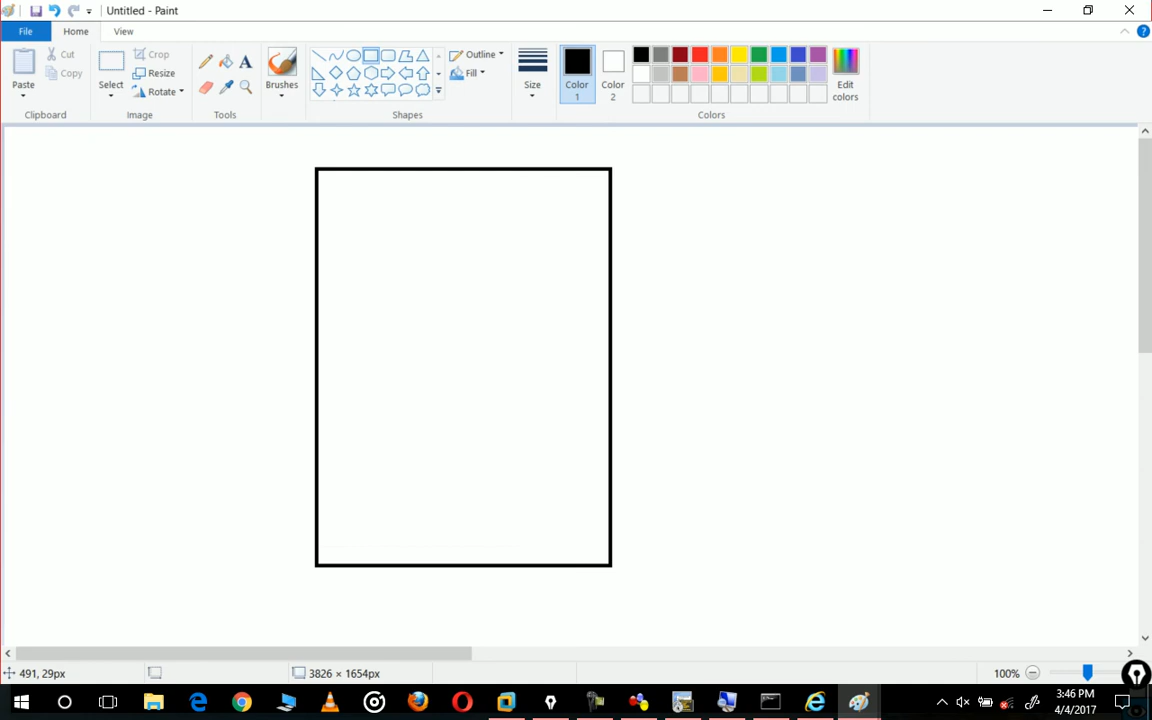 Untitled - Paint
File
Home
View
Paste
Cut
Copy
Clipboard
Select
Crop
Resize
Rotate
Image
A
Tools
Brushes
Outline
Fill
Shapes
Size
Color
1
Color
2
Edit
colors
Colors
491, 29px
3826 × 1654px
100%
3:46 PM
4/4/2017